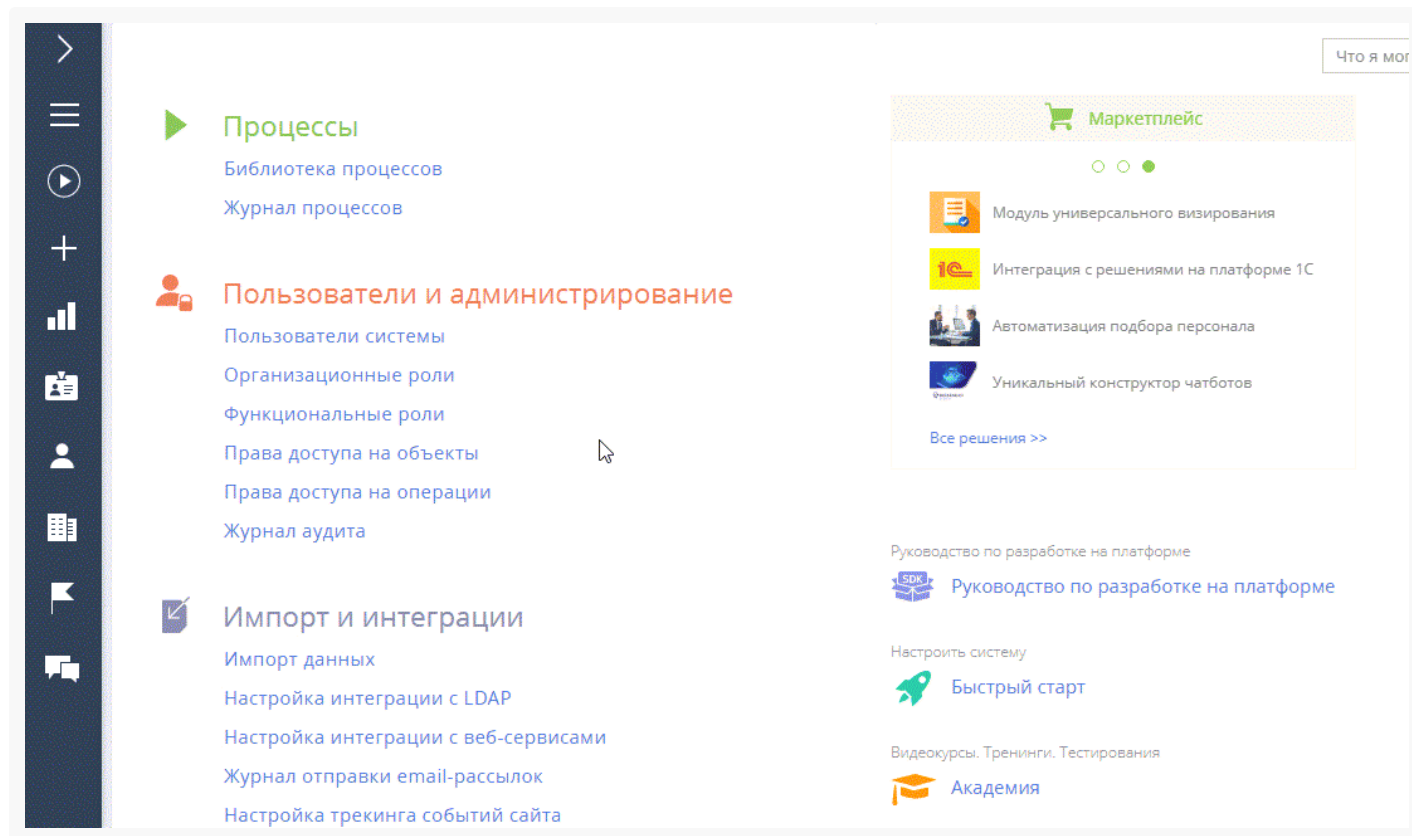 Что я мог
Процессы
Библиотека процессов
Журнал процессов
Пользователи и администрирование
Пользователи системы
Организационные роли
Функциональные роли
Права доступа на объекты
Права доступа на операции
Журнал аудита
Импорт и интеграции
Импорт данных
Настройка интеграции с LDAP
Настройка интеграции с веб-сервисами
Журнал отправки email-рассылок
Настройка трекинга событий сайта
Маркетплейс
Модуль универсального визирования
1С
Интеграция с решениями на платформе 1С
Автоматизация подбора персонала
Уникальный конструктор чатботов
Все решения >>
Руководство по разработке на платформе
SDK
Руководство по разработке на платформе
Настроить систему
Быстрый старт
Видеокурсы. Тренинги. Тестирования
Академия